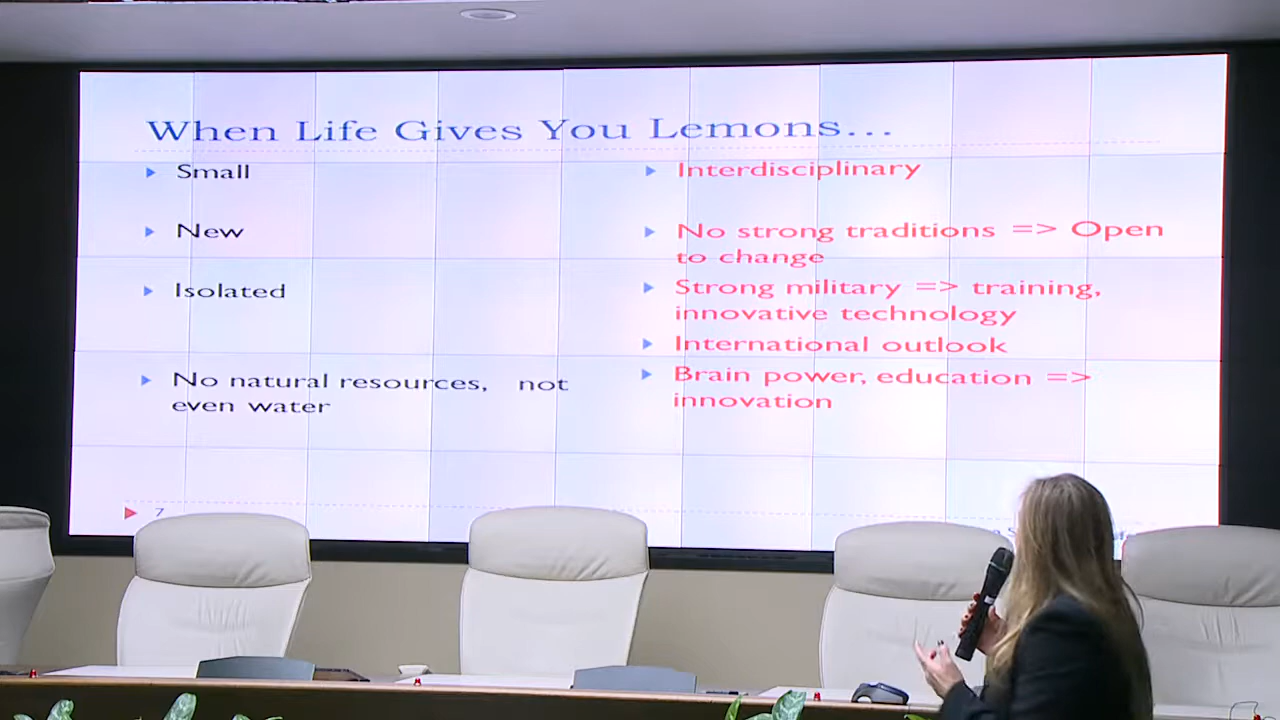 When Life Gives You Lemons...
Small
New
Isolated
No natural resources, not
even water
Interdisciplinary
No strong traditions => Open
to change
Strong military => training,
innovative technology
International outlook
Brain power, education =>
innovation
7